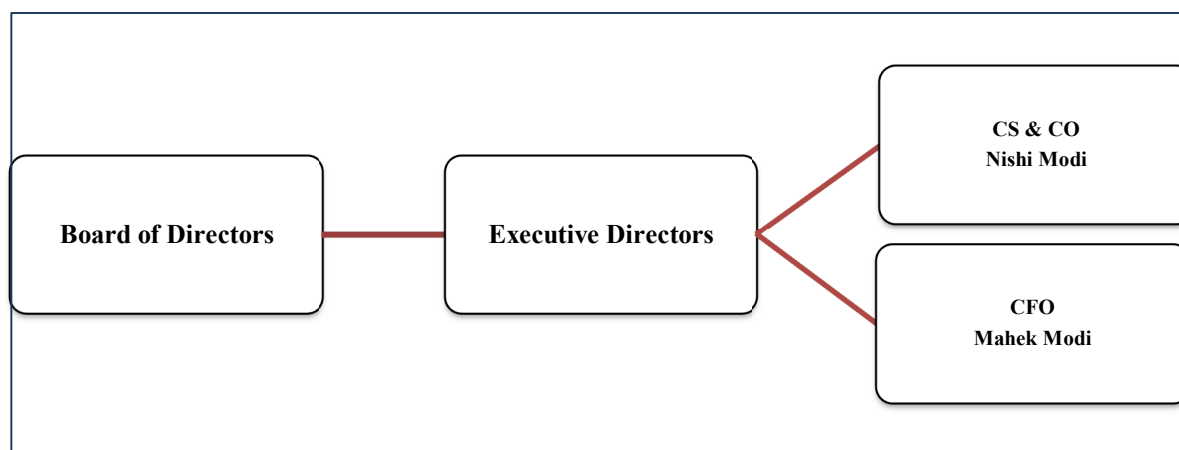 Board of Directors
Executive Directors
CS & CO
Nishi Modi
CFO
Mahek Modi